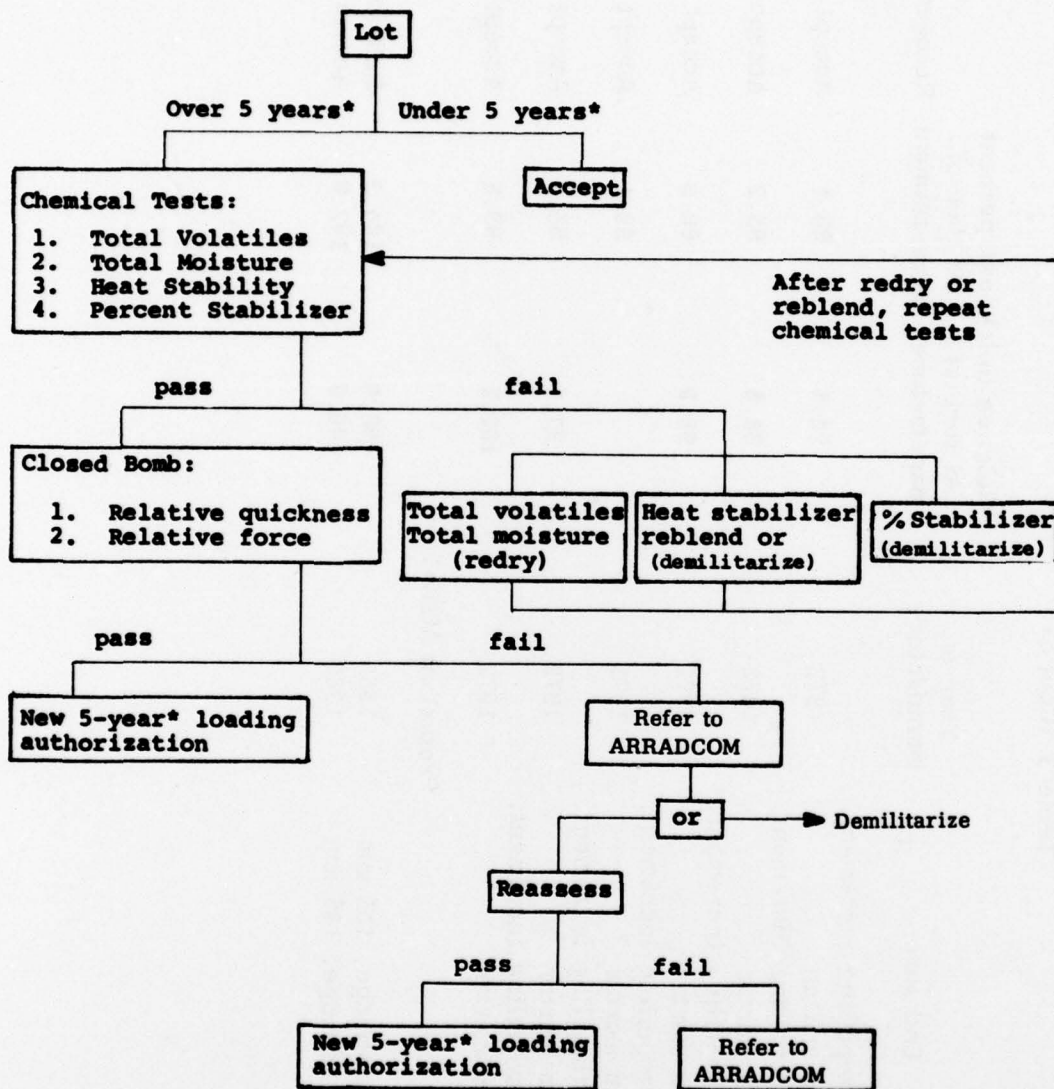 Lot
Over 5 years*
Under 5 years*
Accept
Chemical Tests:
1. Total Volatiles
2. Total Moisture
3. Heat Stability
4. Percent Stabilizer
After redry or
reblend, repeat
chemical tests
pass
fail
Closed Bomb:
1. Relative quickness
2. Relative force
Total volatiles
Total moisture
(redry)
Heat stabilizer
reblend or
(demilitarize)
% Stabilizer
(demilitarize)
pass
fail
New 5-year* loading
authorization
Refer to
ARRADCOM
or
Demilitarize
Reassess
pass
fail
New 5-year* loading
authorization
Refer to
ARRADCOM